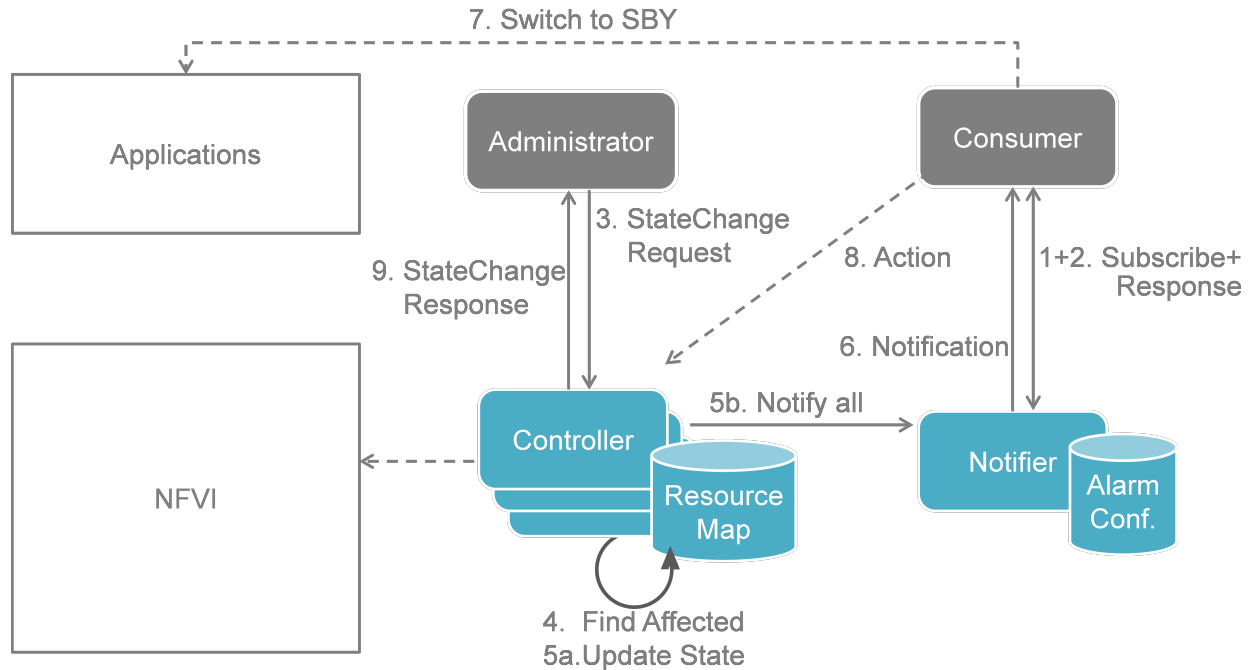 7. Switch to SBY
Applications
Administrator
Consumer
3. StateChange
Request
9. StateChange
Response
8. Action
1+2. Subscribe+
Response
6. Notification
5b. Notify all
Controller
Resource
Map
Notifier
Alarm
Conf.
NFVI
4. Find Affected
5a.Update State